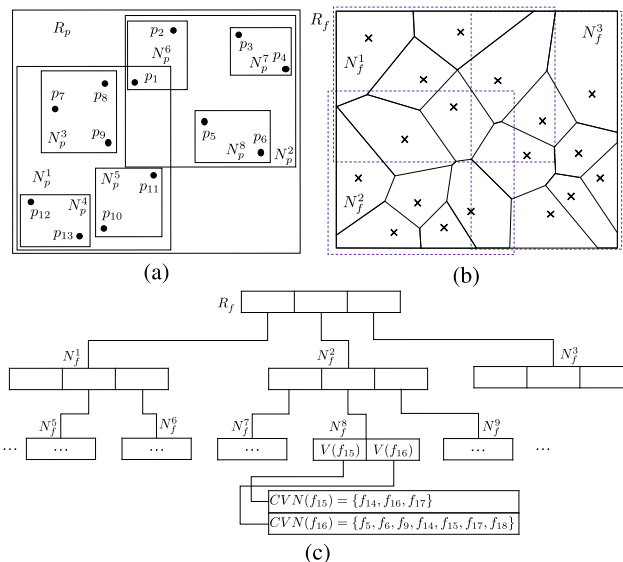 R_p
p_2
N_p^6
p_3
N_p^7
p_4
p_1
p_7
p_8
N_p^3
p_9
p_5
p_6
N_p^8
N_p^2
N_p^1
N_p^5
p_11
N_p^4
p_12
p_10
p_13
(a)
R_f
N_f^1
N_f^3
N_f^2
(b)
R_f
N_f^1
N_f^2
N_f^3
N_f^5
N_f^6
N_f^7
N_f^8
N_f^9
... ... ... ... V(f_15) V(f_16) ... ...
CVN(f_15) = {f_14, f_16, f_17}
CVN(f_16) = {f_5, f_6, f_9, f_14, f_15, f_17, f_18}
(c)